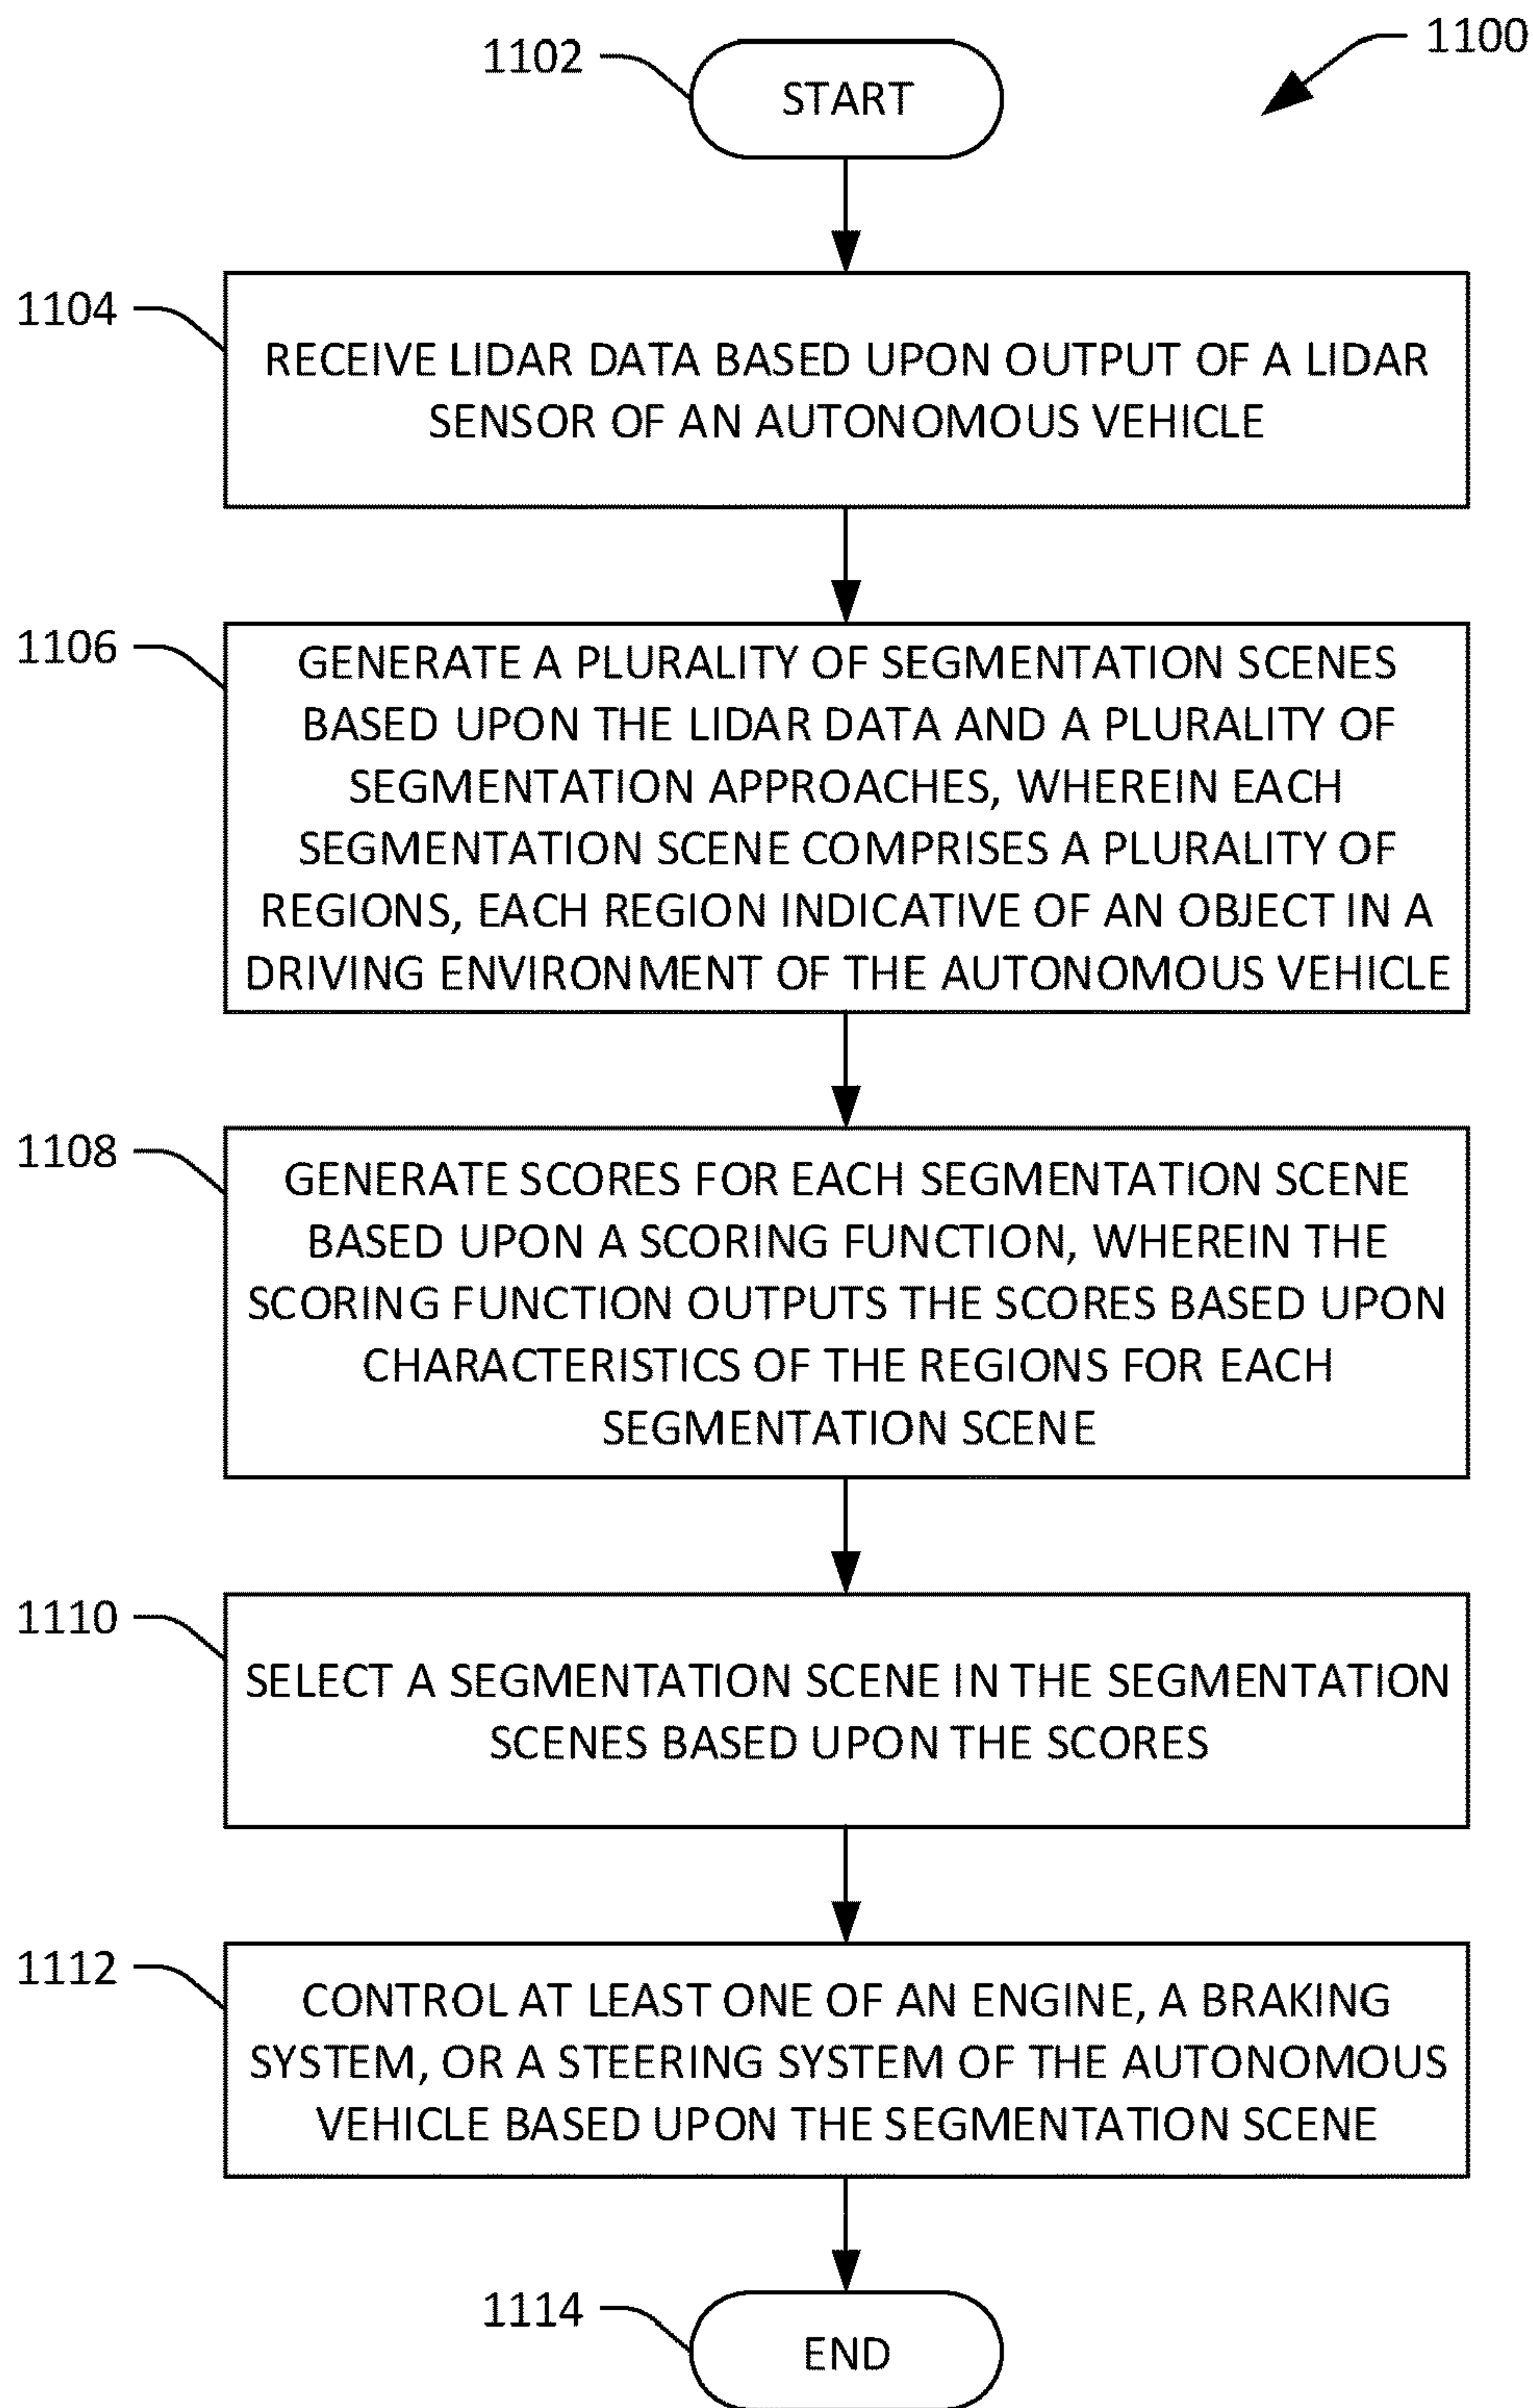 1100
1102
START
1104
RECEIVE LIDAR DATA BASED UPON OUTPUT OF A LIDAR
SENSOR OF AN AUTONOMOUS VEHICLE
1106
GENERATE A PLURALITY OF SEGMENTATION SCENES
BASED UPON THE LIDAR DATA AND A PLURALITY OF
SEGMENTATION APPROACHES, WHEREIN EACH
SEGMENTATION SCENE COMPRISES A PLURALITY OF
REGIONS, EACH REGION INDICATIVE OF AN OBJECT IN A
DRIVING ENVIRONMENT OF THE AUTONOMOUS VEHICLE
1108
GENERATE SCORES FOR EACH SEGMENTATION SCENE
BASED UPON A SCORING FUNCTION, WHEREIN THE
SCORING FUNCTION OUTPUTS THE SCORES BASED UPON
CHARACTERISTICS OF THE REGIONS FOR EACH
SEGMENTATION SCENE
1110
SELECT A SEGMENTATION SCENE IN THE SEGMENTATION
SCENES BASED UPON THE SCORES
1112
CONTROL AT LEAST ONE OF AN ENGINE, A BRAKING
SYSTEM, OR A STEERING SYSTEM OF THE AUTONOMOUS
VEHICLE BASED UPON THE SEGMENTATION SCENE
1114
END